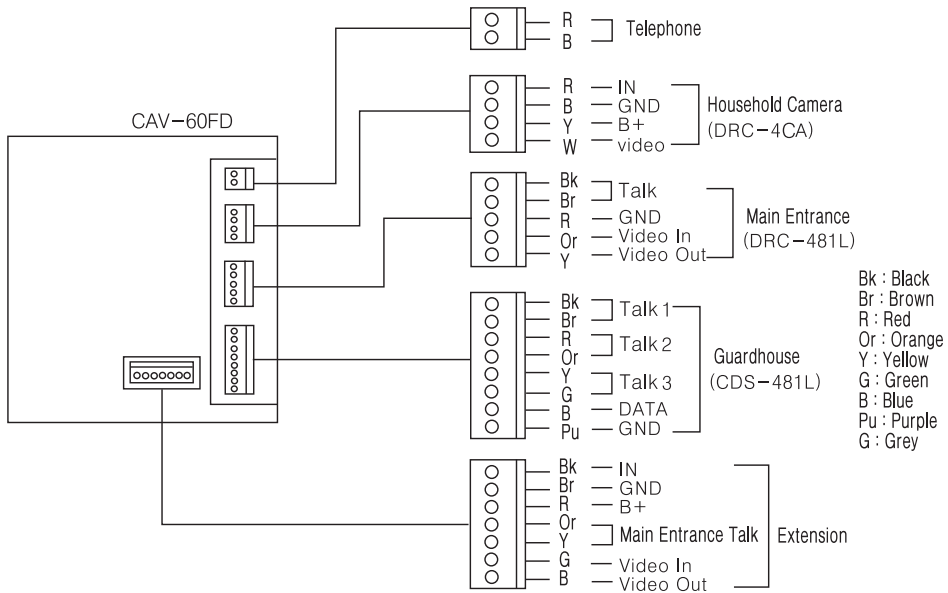 CAV-60FD
R
B
Telephone
R IN
B GND
Y B+
W video
Household Camera
(DRC-4CA)
Bk
Br
Talk
R GND
Or Video In
Y Video Out
Main Entrance
(DRC-481L)
Bk
Br
Talk 1
R
Or
Talk 2
Y
G
Talk 3
B DATA
Pu GND
Guardhouse
(CDS-481L)
Bk IN
Br GND
R B+
Or
Y
Main Entrance Talk
G Video In
B Video Out
Extension
Bk : Black
Br : Brown
R : Red
Or : Orange
Y : Yellow
G : Green
B : Blue
Pu : Purple
G : Grey